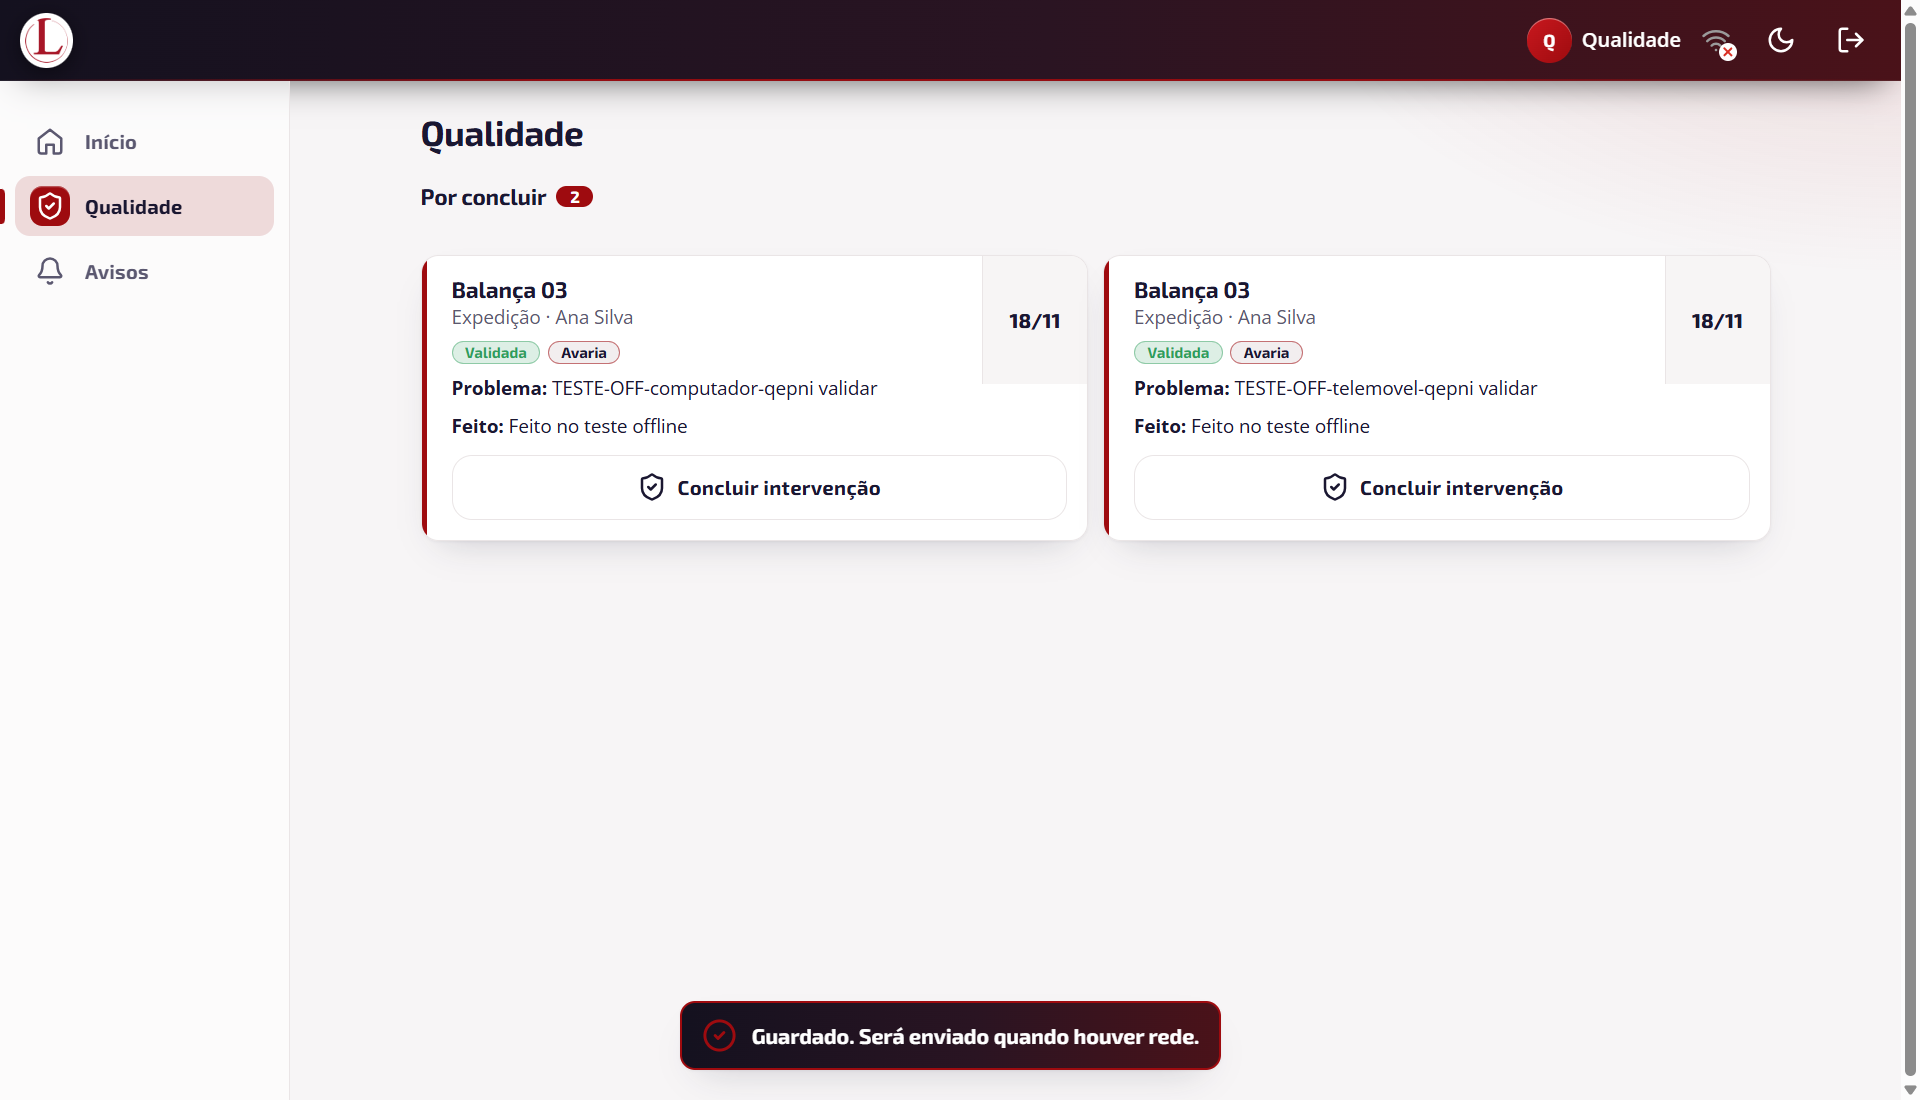 L
Q
Qualidade
Início
Qualidade
Avisos
Qualidade
Por concluir 2
Balança 03
Expedição · Ana Silva
Validada Avaria
18/11
Problema: TESTE-OFF-computador-qepni validar
Feito: Feito no teste offline
Concluir intervenção
Balança 03
Expedição · Ana Silva
Validada Avaria
18/11
Problema: TESTE-OFF-telemovel-qepni validar
Feito: Feito no teste offline
Concluir intervenção
Guardado. Será enviado quando houver rede.